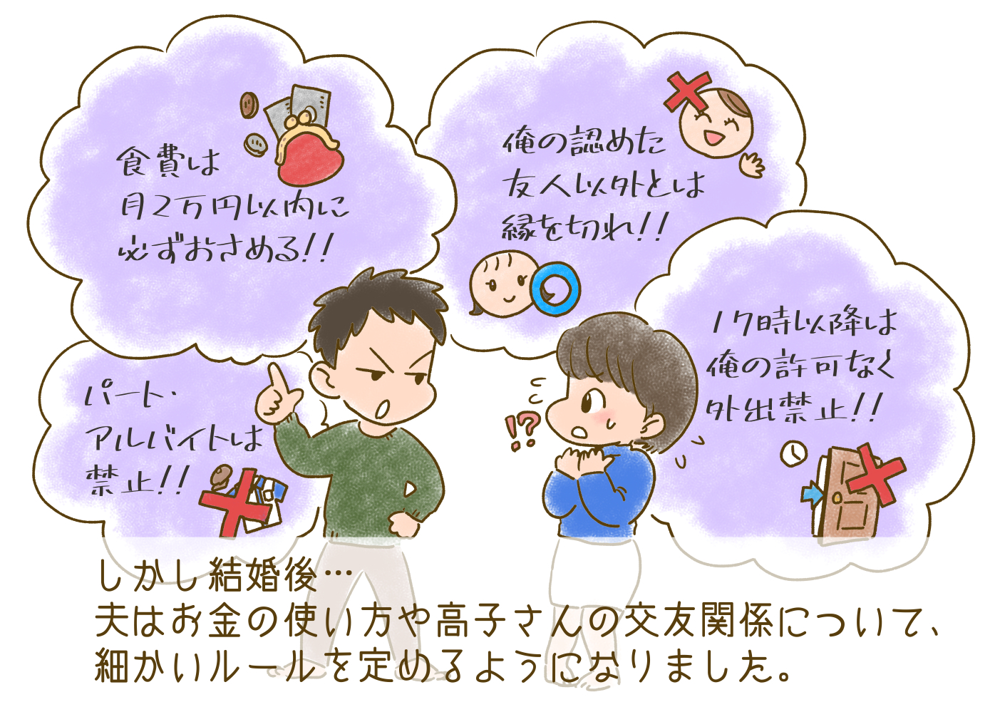 食費は
月2万円以内に
必ずおさめる!!
俺の認めた
友人以外とは
縁を切れ!!
17時以降は
俺の許可なく
外出禁止!!
パート・
アルバイトは
禁止!!
!?
しかし結婚後…
夫はお金の使い方や高子さんの交友関係について、
細かいルールを定めるようになりました。